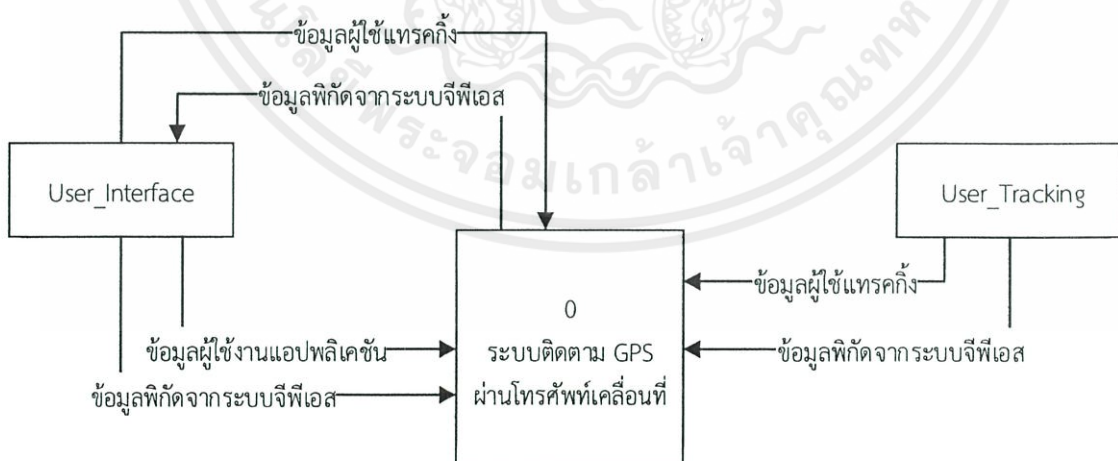 ข้อมูลผู้ใช้แทรคกิ้ง
ข้อมูลพิกัดจากระบบจีพีเอส
User_Interface
User_Tracking
ข้อมูลผู้ใช้แทรคกิ้ง
0
ข้อมูลผู้ใช้งานแอปพลิเคชัน
ระบบติดตาม GPS
ข้อมูลพิกัดจากระบบจีพีเอส
ข้อมูลพิกัดจากระบบจีพีเอส
ผ่านโทรศัพท์เคลื่อนที่